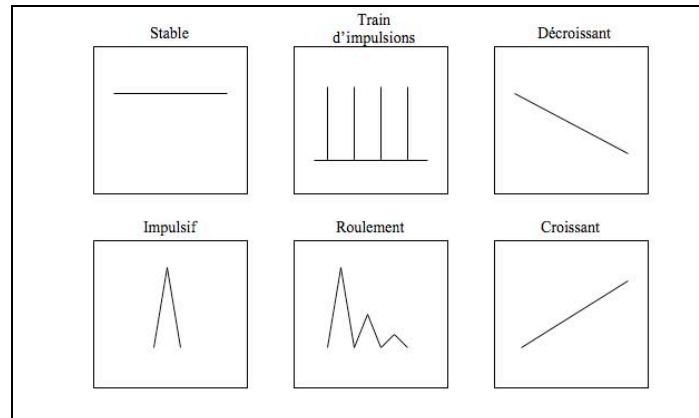 Stable
Train
d'impulsions
Décroissant
Impulsif
Roulement
Croissant